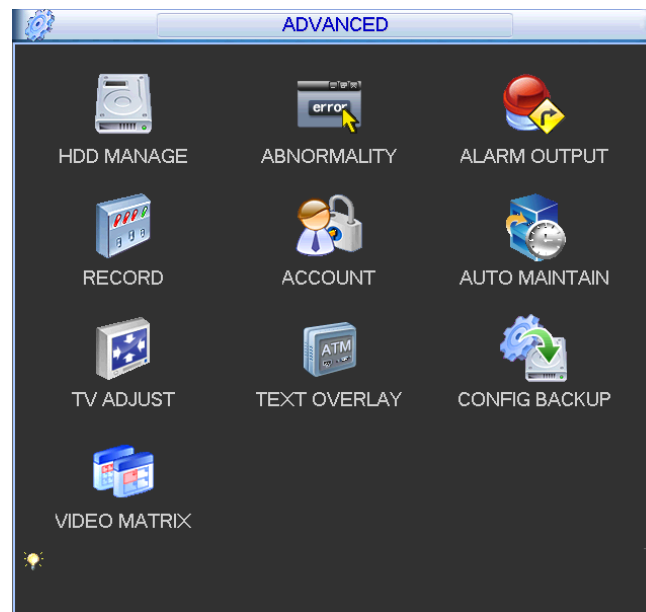 ADVANCED
error
HDD MANAGE
ABNORMALITY
ALARM OUTPUT
RECORD
ACCOUNT
AUTO MAINTAIN
ATM
TV ADJUST
TEXT OVERLAY
CONFIG BACKUP
VIDEO MATRIX